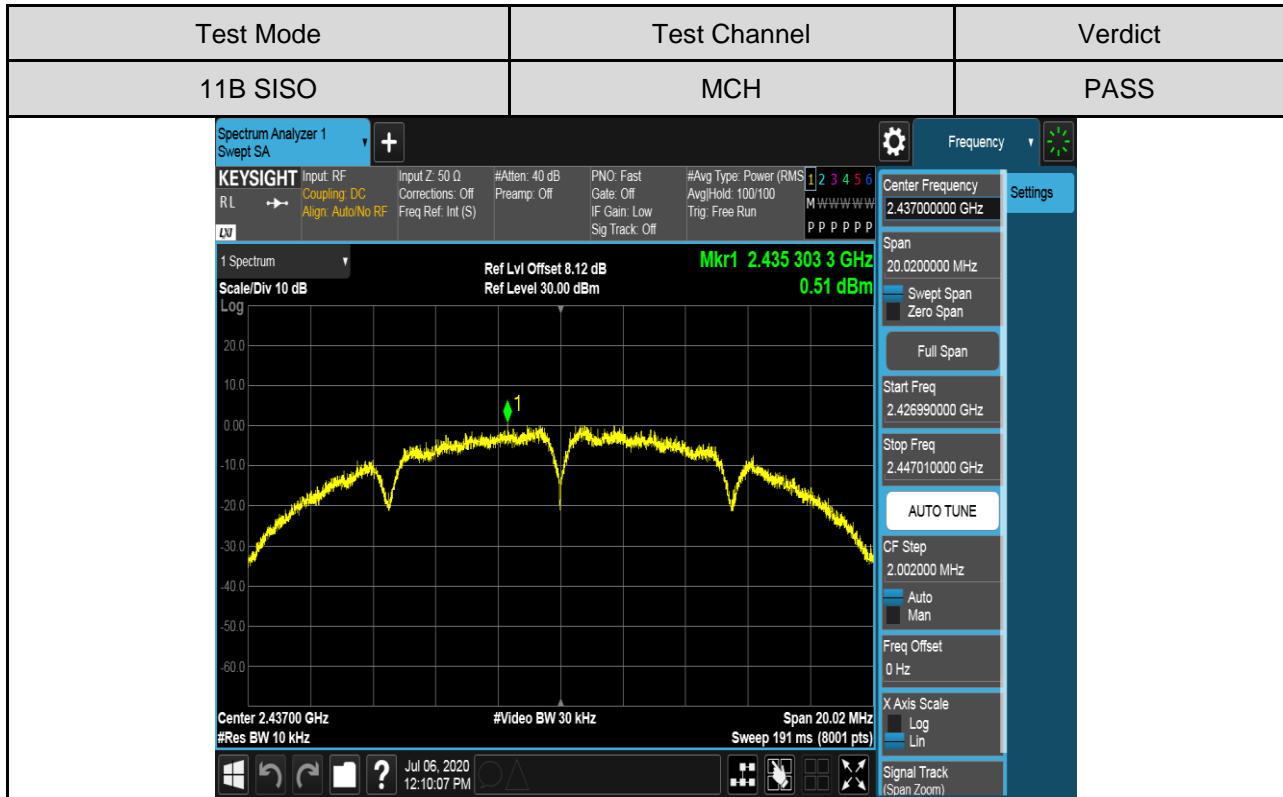 Test Mode Test Channel Verdict
11B SISO MCH PASS
Spectrum Analyzer 1
Swept SA
+
Frequency
KEYSIGHT
RL
LXI
Input: RF
Coupling: DC
Align: Auto/No RF
Input Z: 50 Ω
Corrections: Off
Freq Ref: Int (S)
#Atten: 40 dB
Preamp: Off
PNO: Fast
Gate: Off
IF Gain: Low
Sig Track: Off
#Avg Type: Power (RMS
Avg|Hold: 100/100
Trig: Free Run
1 2 3 4 5 6
M W W W W W
P P P P P P
1 Spectrum
Scale/Div 10 dB
Ref Lvl Offset 8.12 dB
Ref Level 30.00 dBm
Mkr1 2.435 303 3 GHz
0.51 dBm
Log
20.0
10.0
1
0.00
-10.0
-20.0
-30.0
-40.0
-50.0
-60.0
Center 2.43700 GHz
#Res BW 10 kHz
#Video BW 30 kHz
Span 20.02 MHz
Sweep 191 ms (8001 pts)
Center Frequency
2.437000000 GHz
Settings
Span
20.0200000 MHz
Swept Span
Zero Span
Full Span
Start Freq
2.426990000 GHz
Stop Freq
2.447010000 GHz
AUTO TUNE
CF Step
2.002000 MHz
Auto
Man
Freq Offset
0 Hz
X Axis Scale
Log
Lin
Signal Track
(Span Zoom)
?
Jul 06, 2020
12:10:07 PM